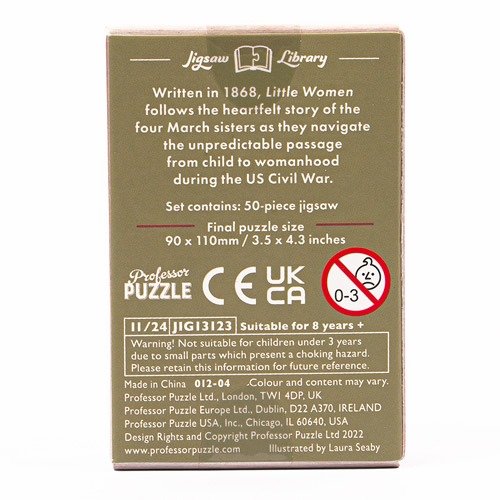 Jigsaw Library
Written in 1868, Little Women
follows the heartfelt story of the
four March sisters as they navigate
the unpredictable passage
from child to womanhood
during the US Civil War.
Set contains: 50-piece jigsaw
Final puzzle size
90 x 110mm / 3.5 x 4.3 inches
Professor
PUZZLE
CE
UK
CA
0-3
11/24 JIG13123 Suitable for 8 years +
Warning! Not suitable for children under 3 years
due to small parts which present a choking hazard.
Please retain this information for future reference.
Made in China 012-04 .Colour and content may vary.
Professor Puzzle Ltd., London, TW1 4DP, UK
Professor Puzzle Europe Ltd., Dublin, D22 A370, IRELAND
Professor Puzzle USA, Inc., Chicago, IL 60640, USA
Design Rights and Copyright Professor Puzzle Ltd 2022
www.professorpuzzle.com Illustrated by Laura Seaby